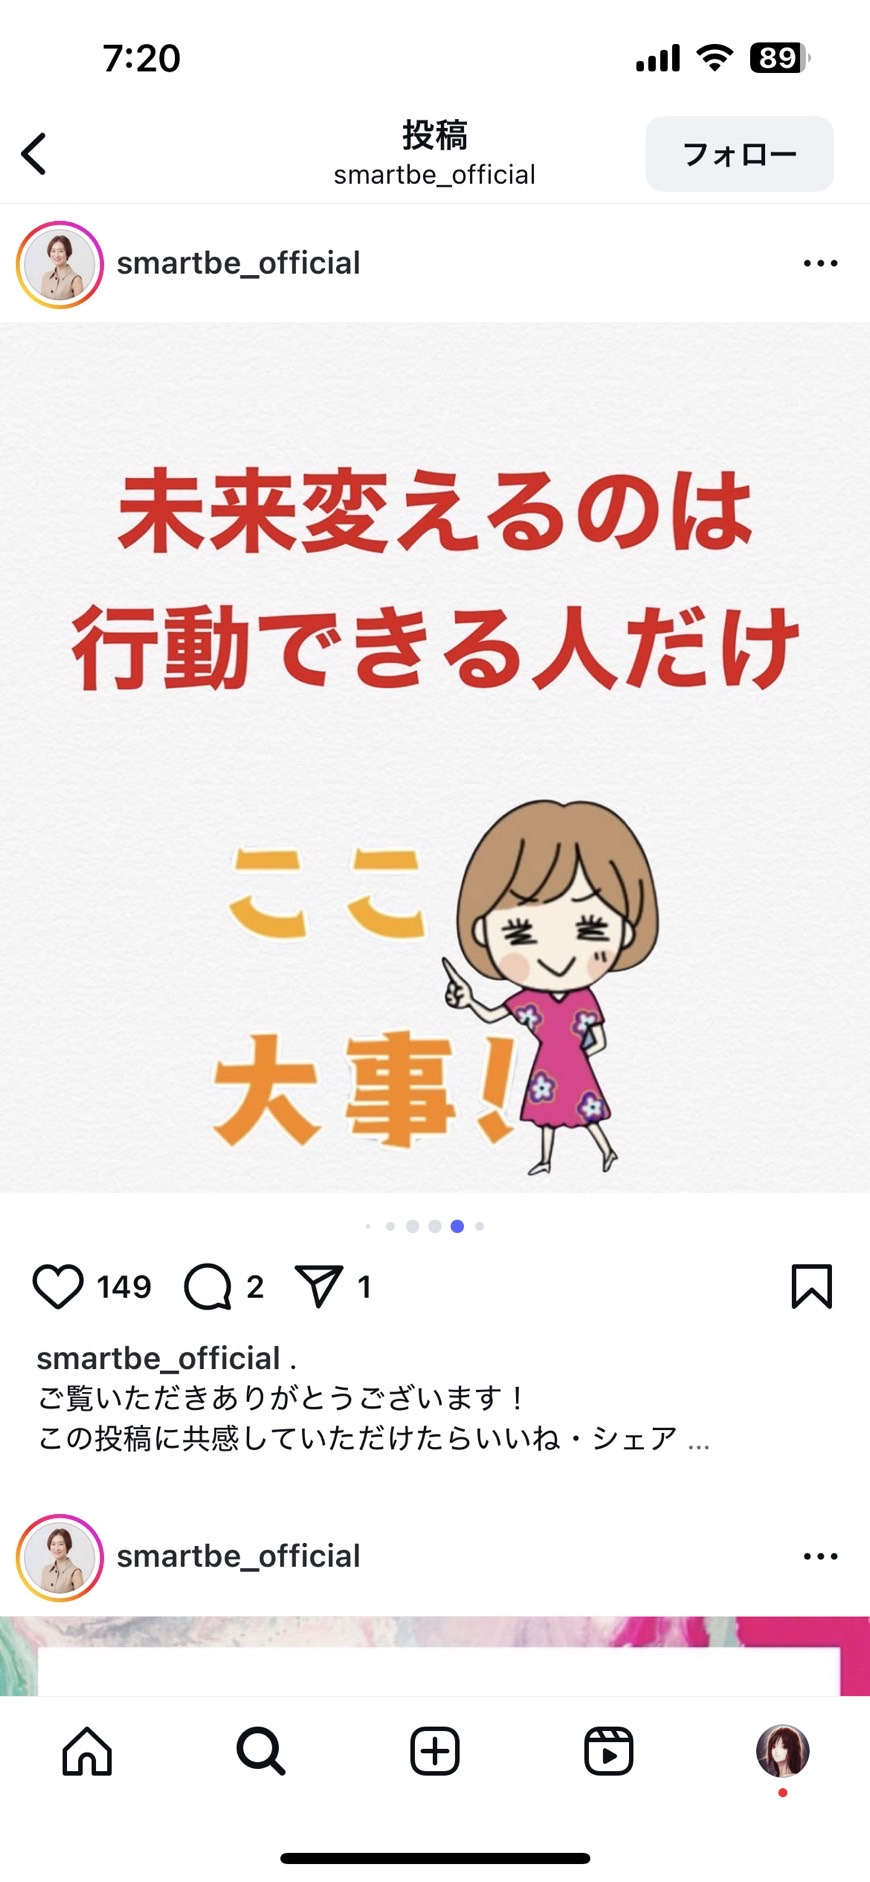 7:20
89
投稿
smartbe_official
フォロー
smartbe_official
未来変えるのは
行動できる人だけ
ここ
大事!
149
2
1
smartbe_official .
ご覧いただきありがとうございます！
この投稿に共感していただけたらいいね・シェア ...
smartbe_official